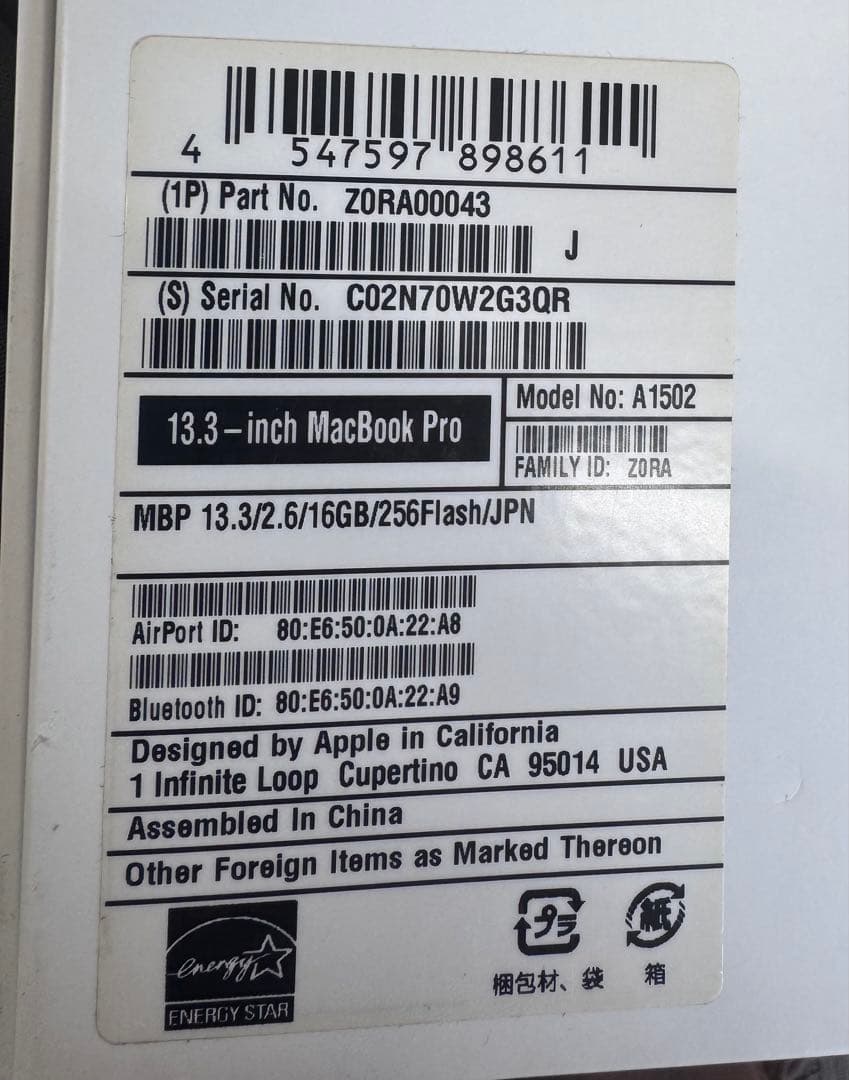 4 547597 898611
(1P) Part No. Z0RA00043
J
(S) Serial No. C02N70W2G3QR
13.3-inch MacBook Pro
Model No: A1502
FAMILY ID: Z0RA
MBP 13.3/2.6/16GB/256Flash/JPN
AirPort ID: 80:E6:50:0A:22:A8
Bluetooth ID: 80:E6:50:0A:22:A9
Designed by Apple in California
1 Infinite Loop Cupertino CA 95014 USA
Assembled In China
Other Foreign Items as Marked Thereon
energy
ENERGY STAR
プラ
紙
梱包材、袋
箱